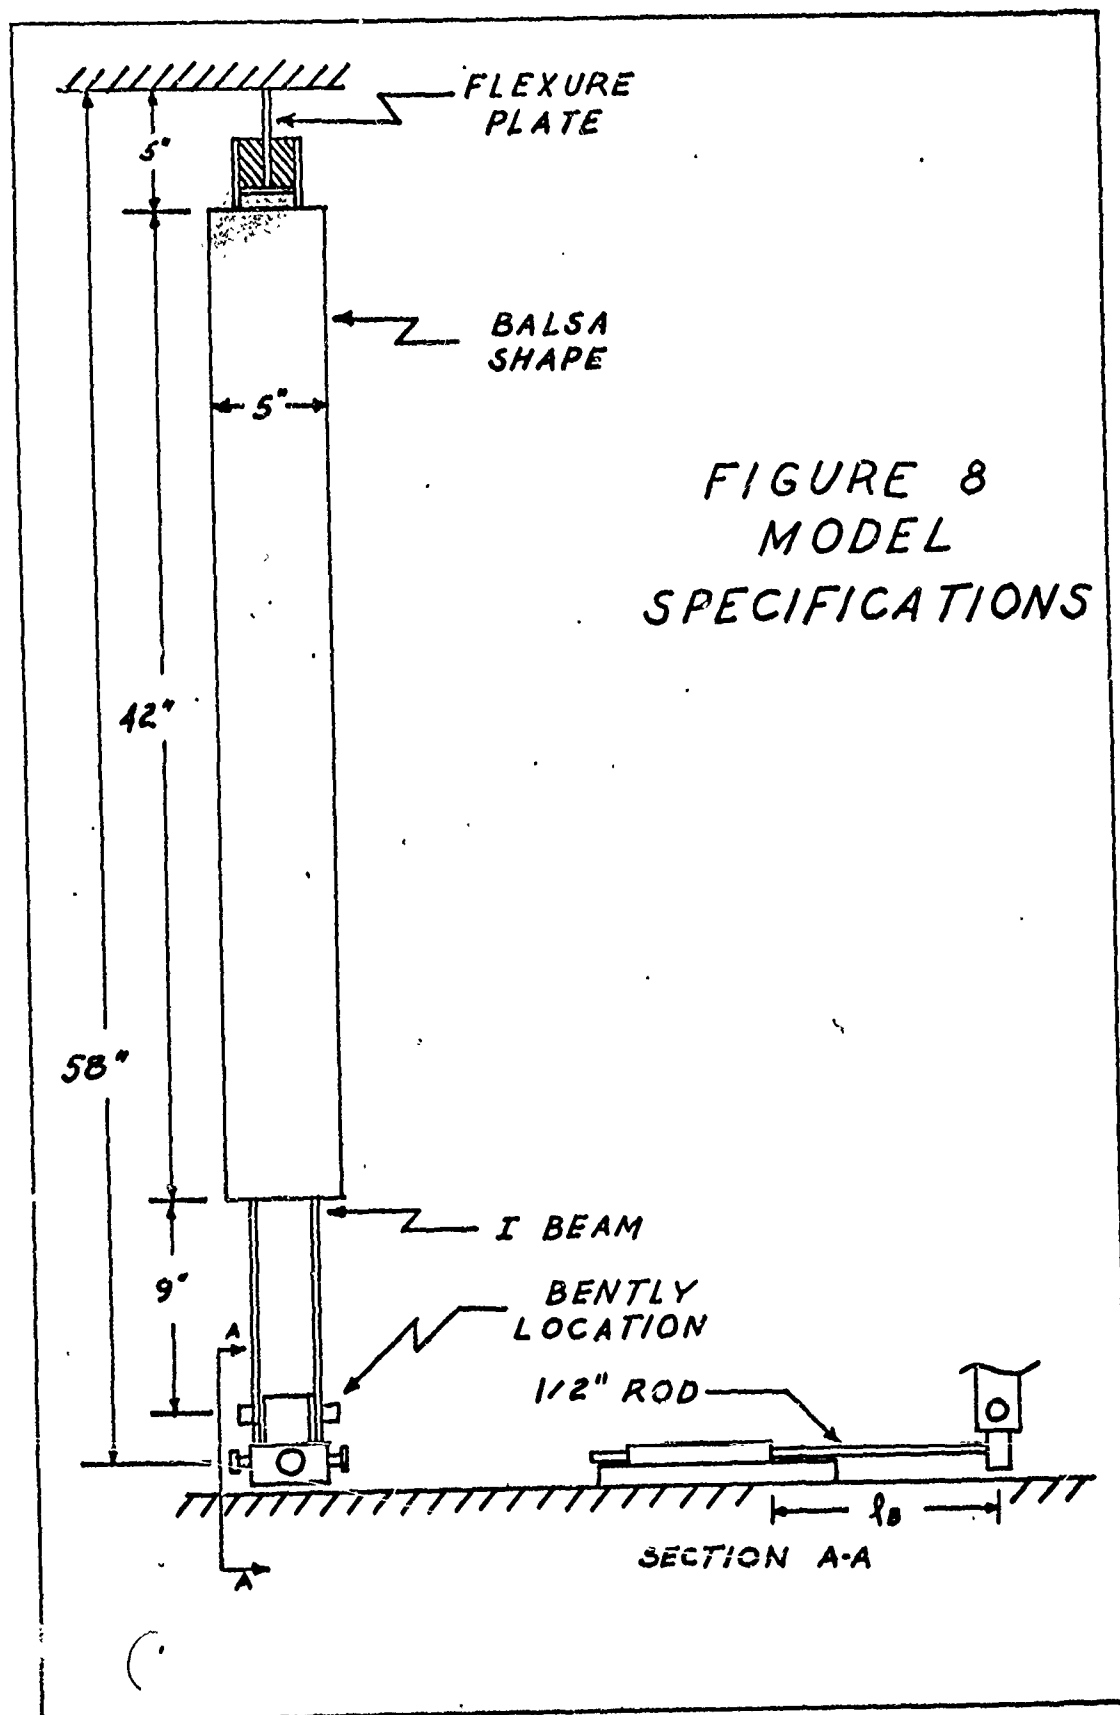 FLEXURE
PLATE
5"
BALSA
SHAPE
5"
FIGURE 8
MODEL
SPECIFICATIONS
42"
58"
I BEAM
9"
BENTLY
LOCATION
A
1/2" ROD
lB
SECTION A-A
A